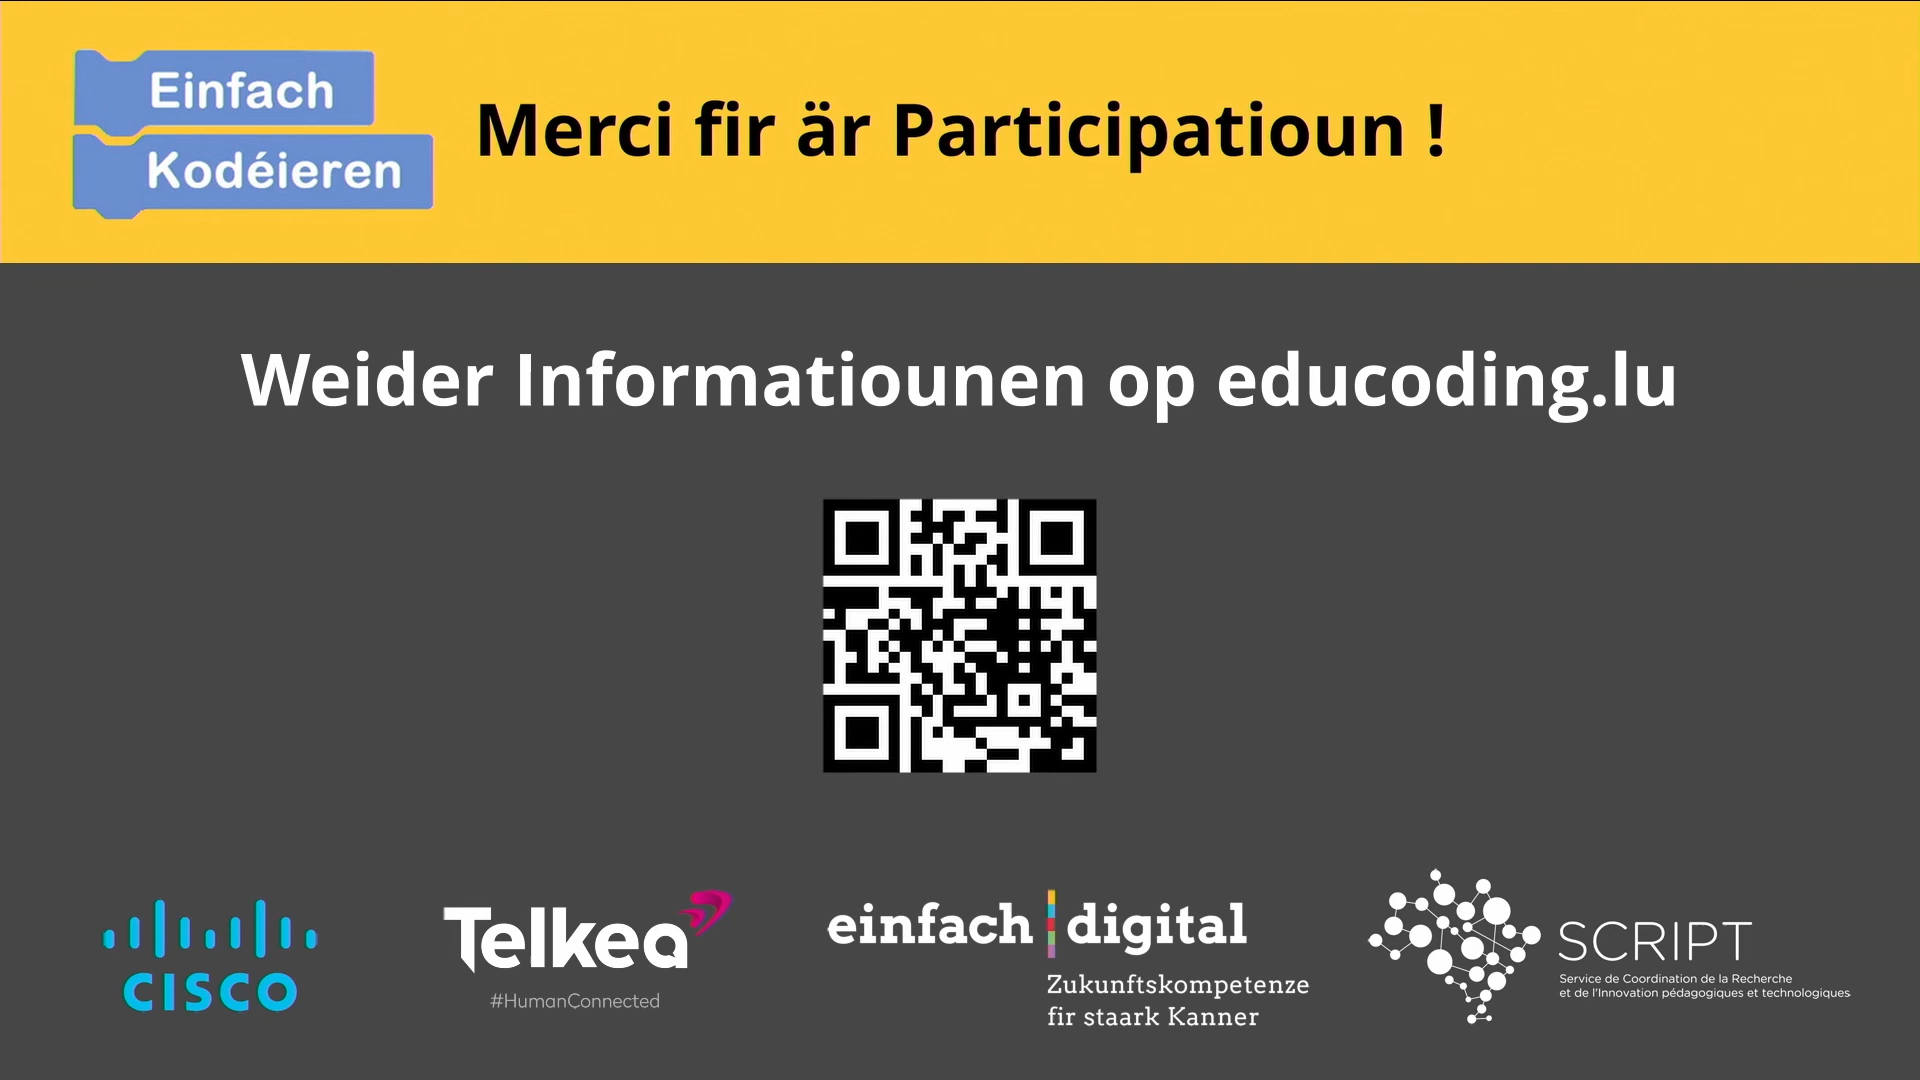 Einfach
Kodéieren
Merci fir är Participatioun !
Weider Informatiounen op educoding.lu
CISCO
Telkea
#HumanConnected
einfach digital
Zukunftskompetenze
fir staark Kanner
SCRIPT
Service de Coordination de la Recherche
et de l'Innovation pédagogiques et technologiques